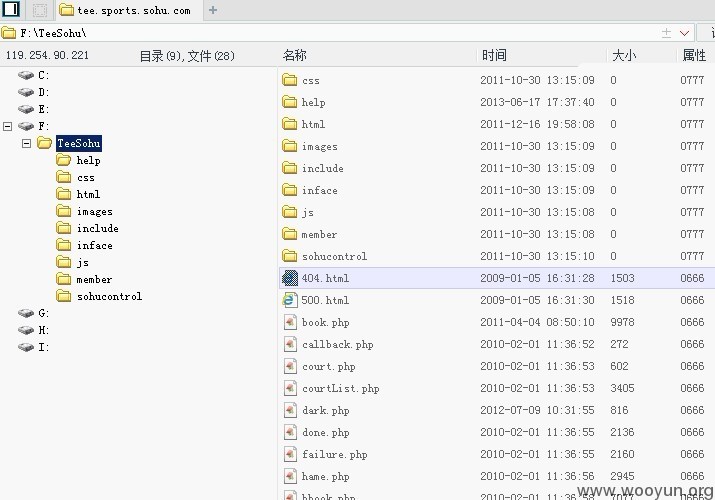 tee.sports.sohu.com
F:\TeeSohu\
119.254.90.221 目录(9),文件(28) 名称 时间 大小 属性
C:
D:
E:
F:
TeeSohu
help
css
html
images
include
inface
js
member
sohucontrol
G:
H:
I:
css 2011-10-30 13:15:09 0 0777
help 2013-06-17 17:37:40 0 0777
html 2011-12-16 19:58:08 0 0777
images 2011-10-30 13:15:09 0 0777
include 2011-10-30 13:15:09 0 0777
inface 2011-10-30 13:15:09 0 0777
js 2011-10-30 13:15:08 0 0777
member 2011-10-30 13:15:08 0 0777
sohucontrol 2011-10-30 13:15:10 0 0777
404.html 2009-01-05 16:31:28 1503 0666
500.html 2009-01-05 16:31:30 1518 0666
book.php 2011-04-04 08:50:10 9978 0666
callback.php 2010-02-01 11:36:52 272 0666
court.php 2010-02-01 11:36:53 602 0666
courtList.php 2010-02-01 11:36:53 3405 0666
dark.php 2012-07-09 10:31:55 816 0666
done.php 2010-02-01 11:36:55 2136 0666
failure.php 2010-02-01 11:36:55 2160 0666
hame.php 2010-02-01 11:36:56 2945 0666
www.wooyun.org